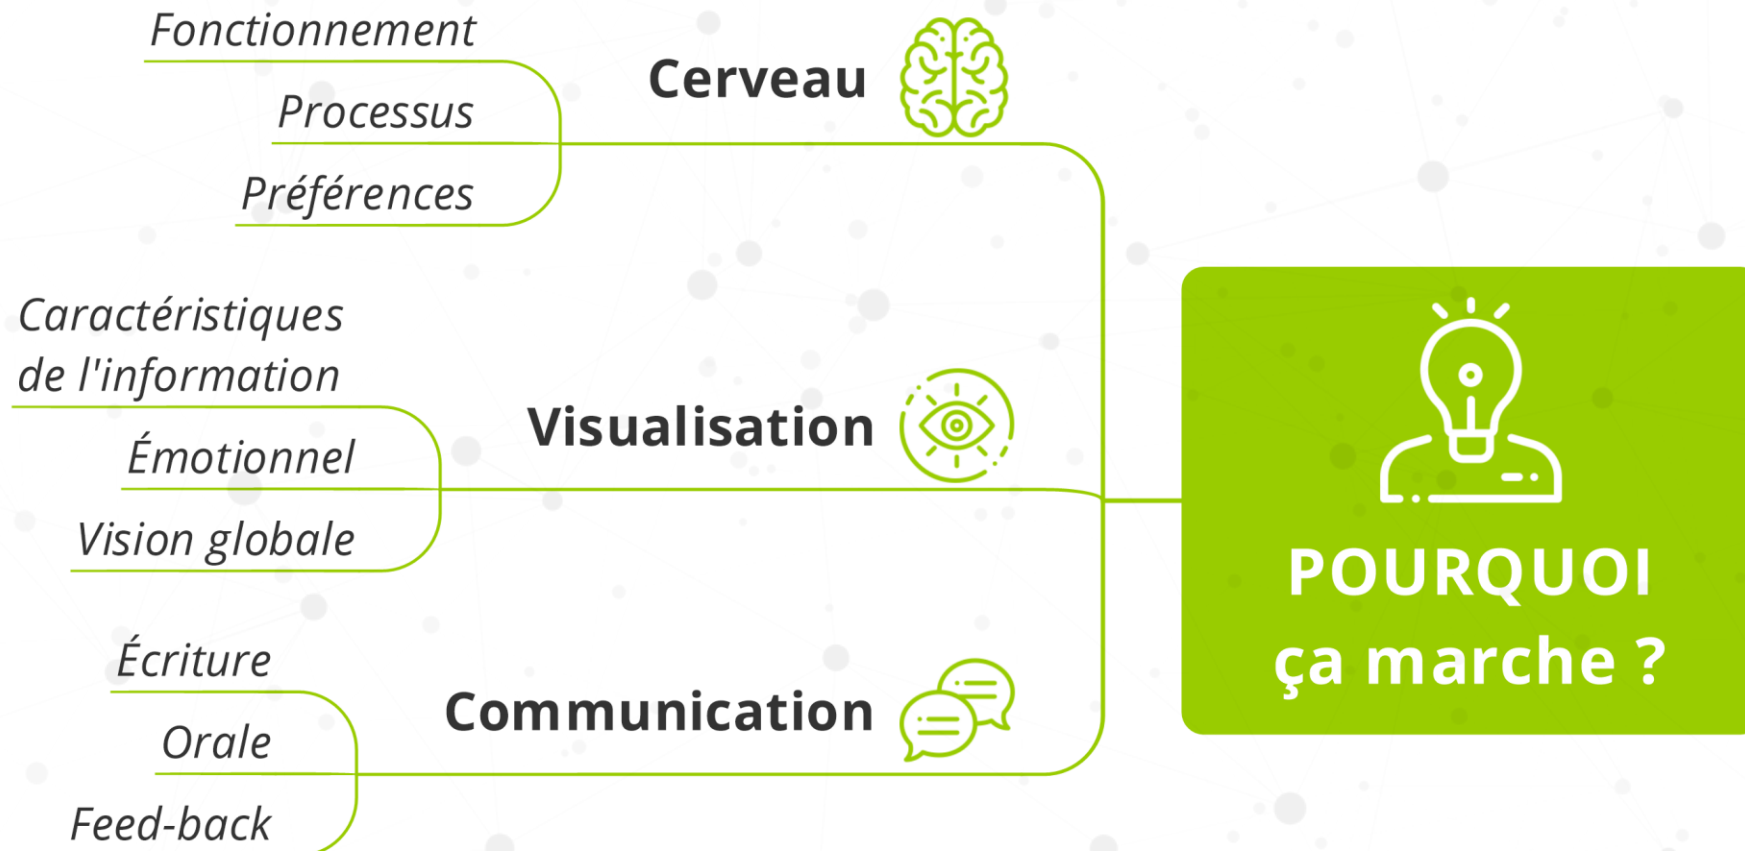 Fonctionnement
Cerveau
Processus
Préférences
Caractéristiques
de l'information
Visualisation
Émotionnel
Vision globale
Écriture
Communication
Orale
Feed-back
POURQUOI
ça marche ?